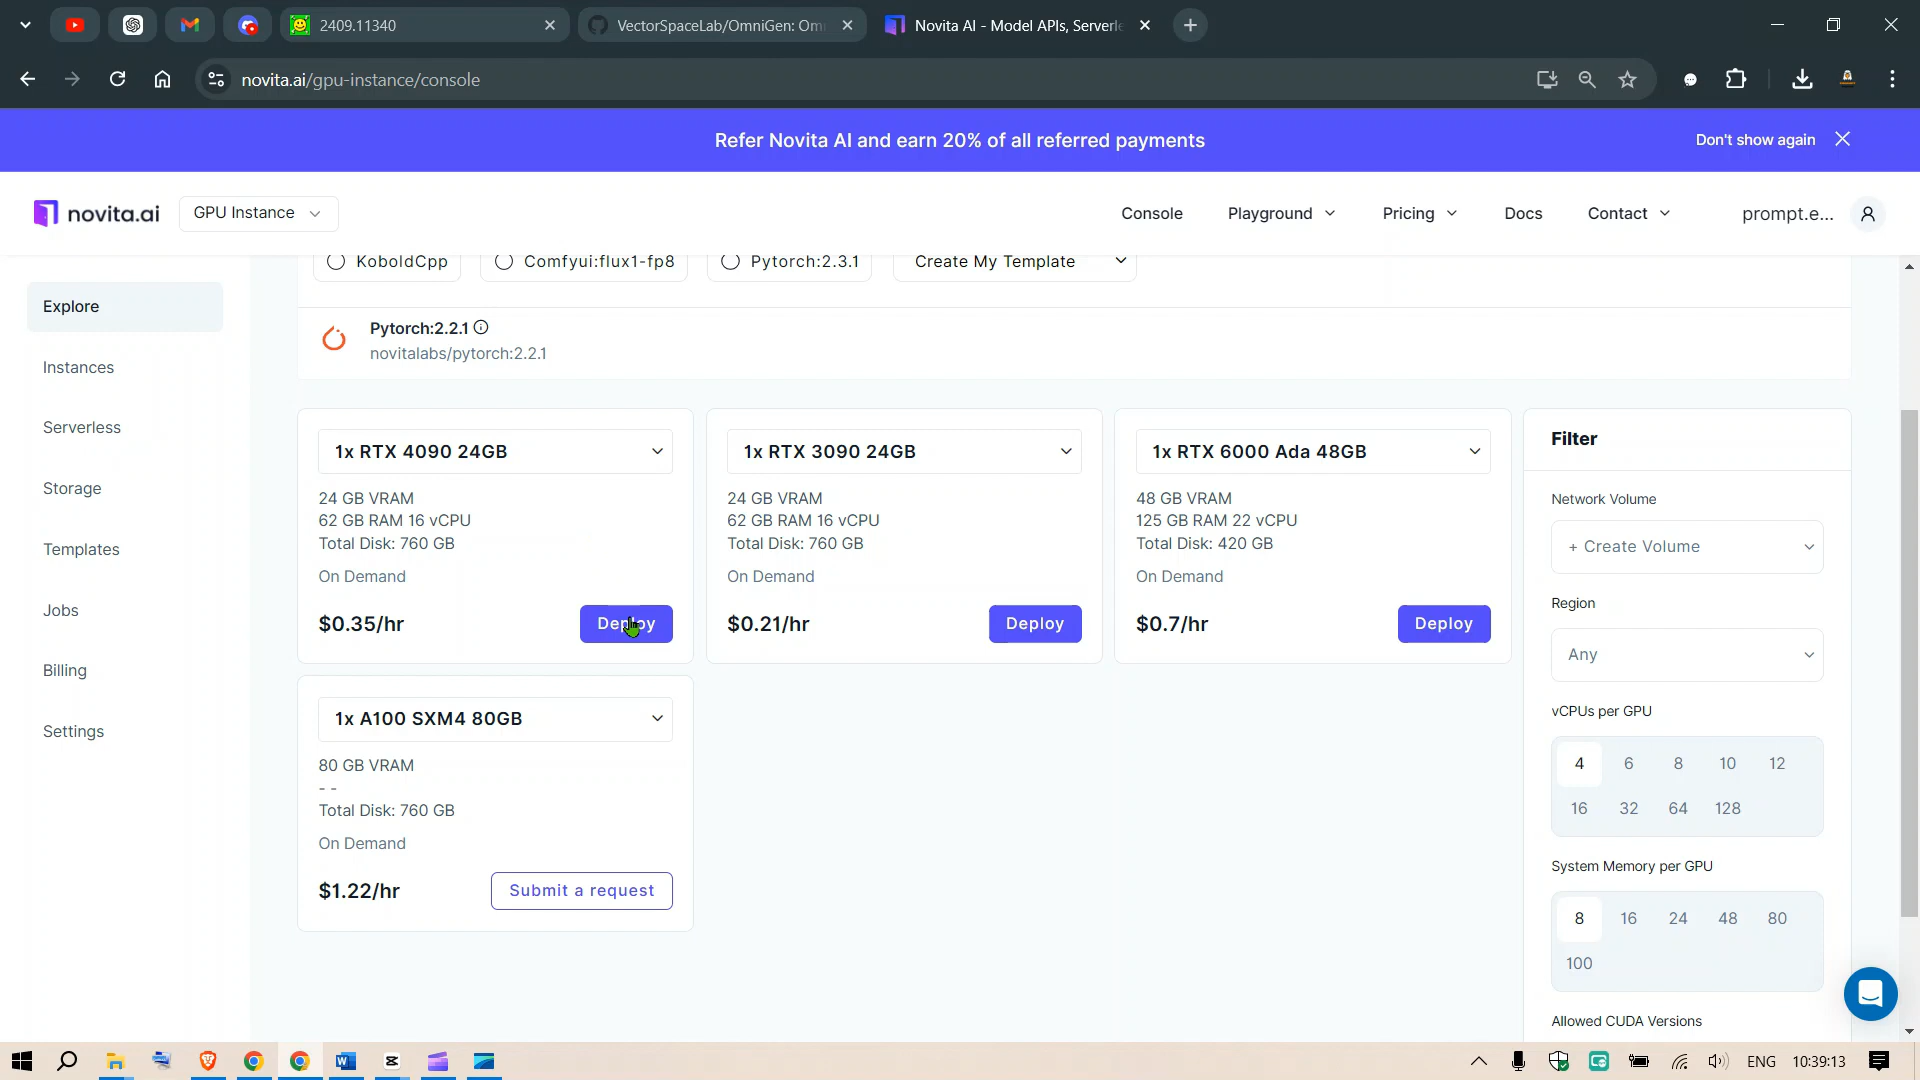 2409.11340
VectorSpaceLab/OmniGen: Om
Novita AI - Model APIs, Serverle
novita.ai/gpu-instance/console
Refer Novita AI and earn 20% of all referred payments
Don't show again
novita.ai
GPU Instance
Console
Playground
Pricing
Docs
Contact
prompt.e...
Explore
Instances
Serverless
Storage
Templates
Jobs
Billing
Settings
KoboldCpp
Comfyui:flux1-fp8
Pytorch:2.3.1
Create My Template
Pytorch:2.2.1
novitalabs/pytorch:2.2.1
1x RTX 4090 24GB
24 GB VRAM
62 GB RAM 16 vCPU
Total Disk: 760 GB
On Demand
$0.35/hr
Deploy
1x RTX 3090 24GB
24 GB VRAM
62 GB RAM 16 vCPU
Total Disk: 760 GB
On Demand
$0.21/hr
Deploy
1x RTX 6000 Ada 48GB
48 GB VRAM
125 GB RAM 22 vCPU
Total Disk: 420 GB
On Demand
$0.7/hr
Deploy
1x A100 SXM4 80GB
80 GB VRAM
- -
Total Disk: 760 GB
On Demand
$1.22/hr
Submit a request
Filter
Network Volume
+ Create Volume
Region
Any
vCPUs per GPU
4 6 8 10 12
16 32 64 128
System Memory per GPU
8 16 24 48 80
100
Allowed CUDA Versions
ENG
10:39:13